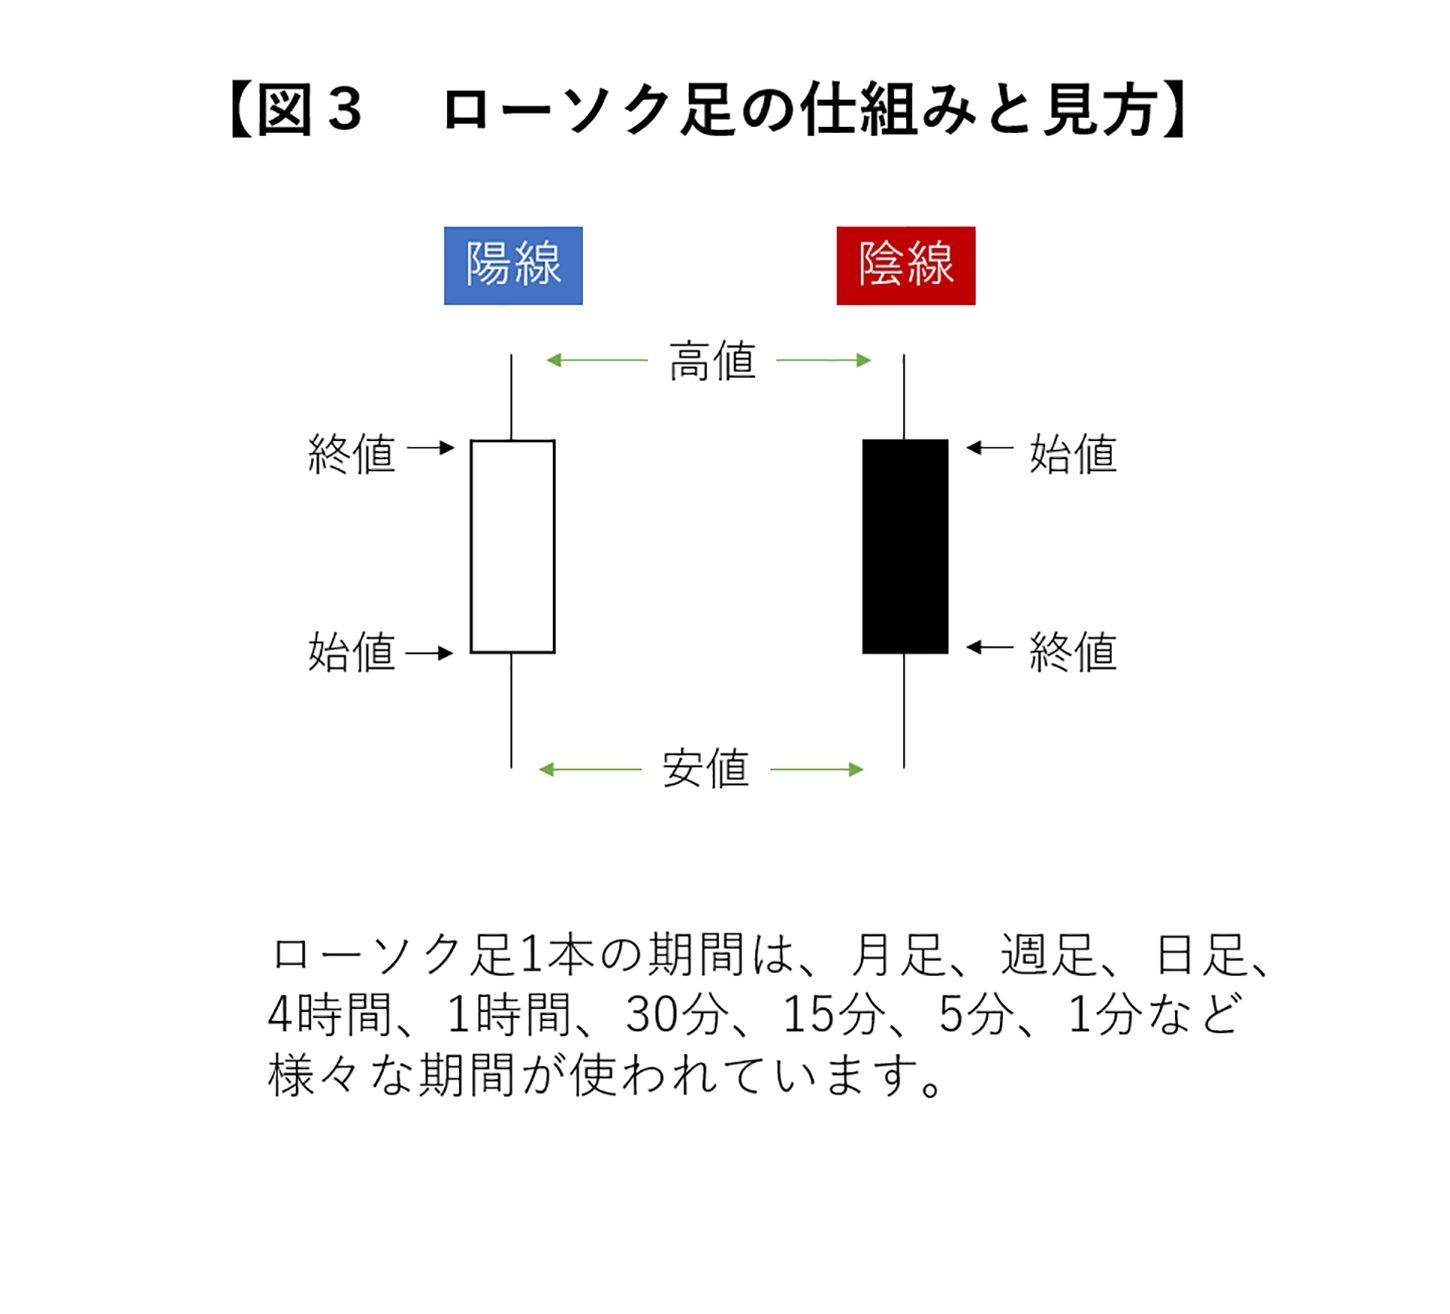 【図３　ローソク足の仕組みと見方】
陽線
陰線
高値
終値
始値
始値
終値
安値
ローソク足1本の期間は、月足、週足、日足、
4時間、1時間、30分、15分、5分、1分など
様々な期間が使われています。